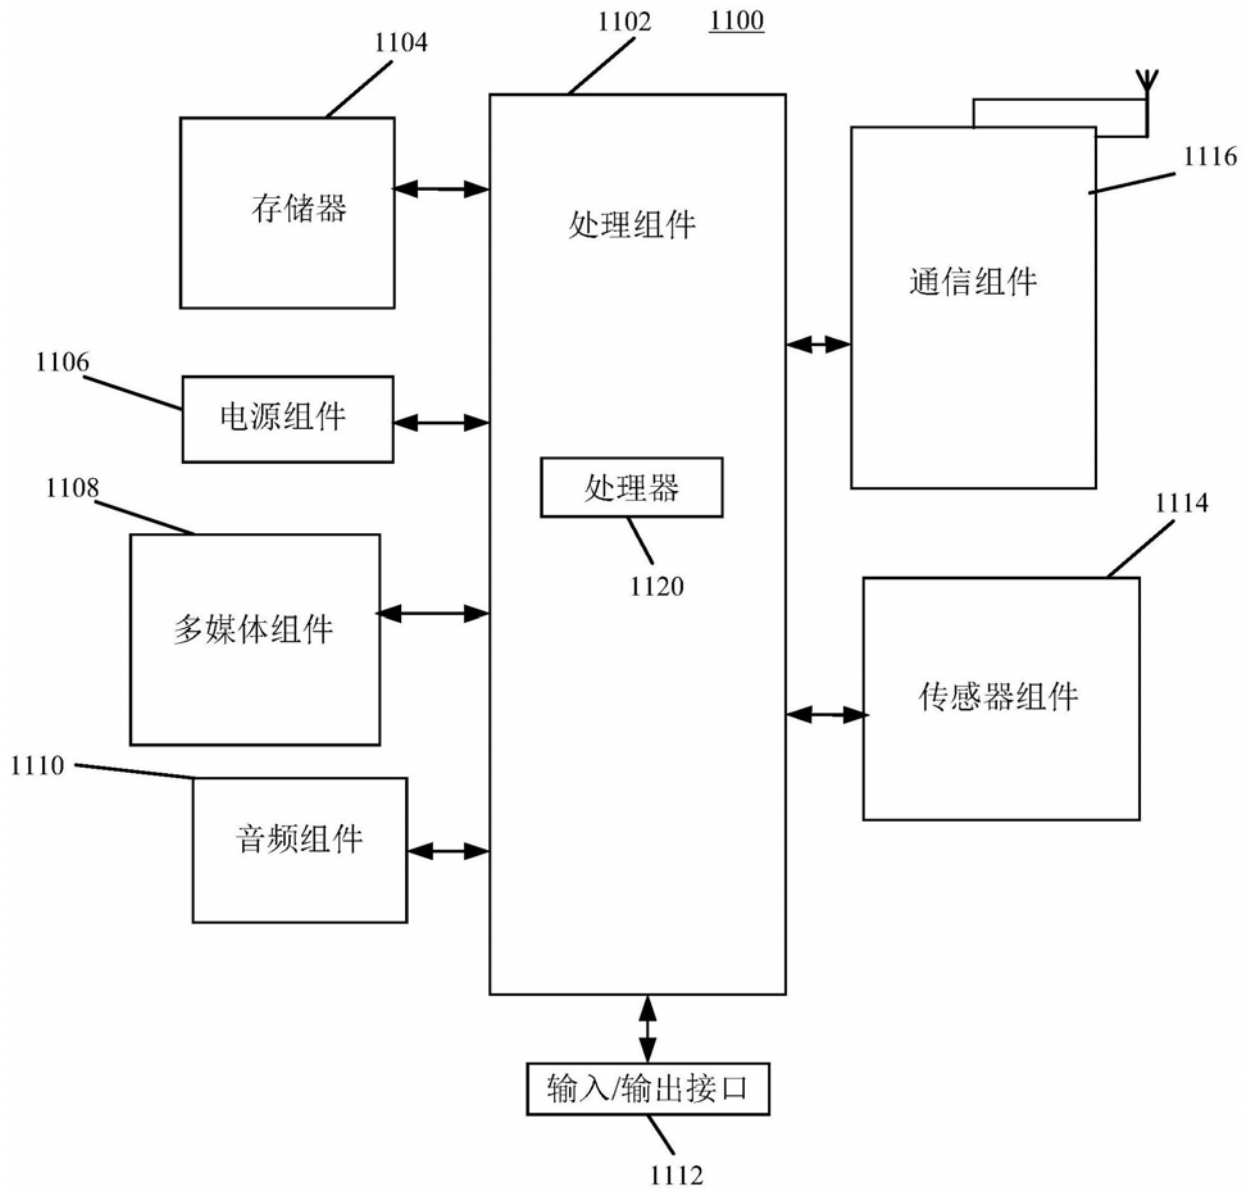 1102
1100
1104
存储器
处理组件
1116
通信组件
1106
电源组件
1108
处理器
1120
1114
多媒体组件
传感器组件
1110
音频组件
输入/输出接口
1112